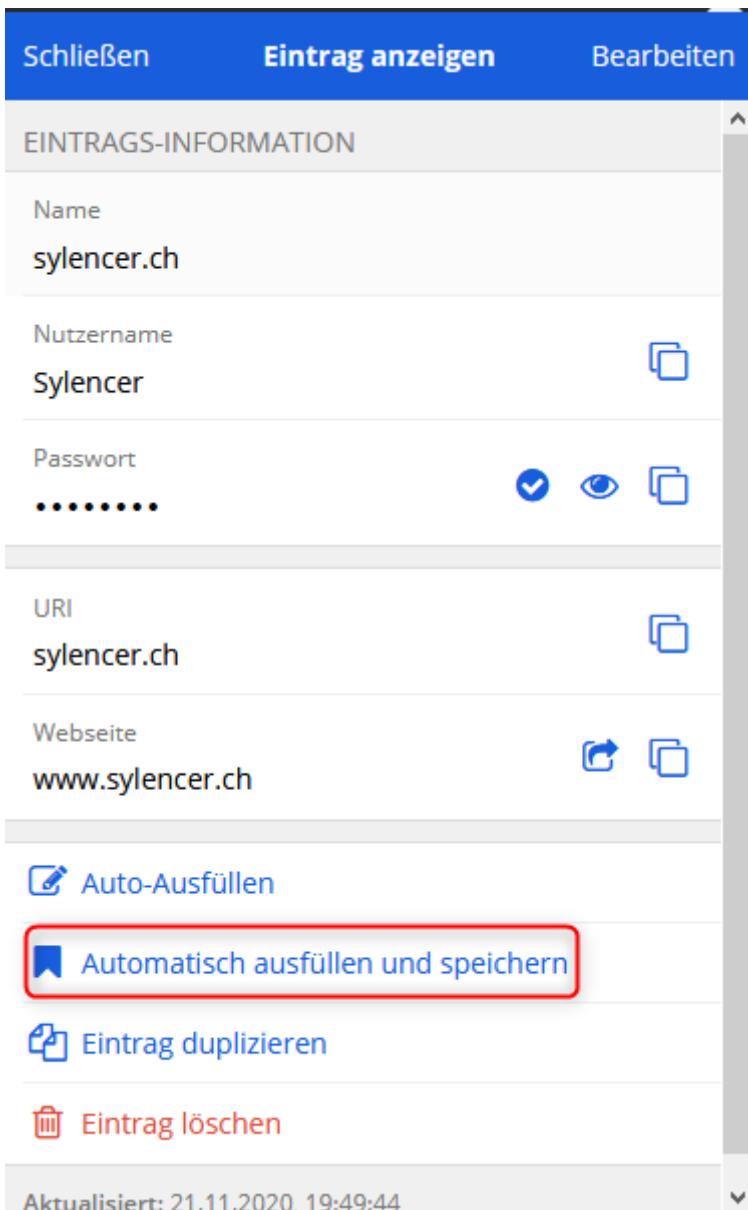 Schließen Eintrag anzeigen Bearbeiten
EINTRAGS-INFORMATION
Name
sylencer.ch
Nutzername
Sylencer
Passwort
••••••••
URI
sylencer.ch
Webseite
www.sylencer.ch
Auto-Ausfüllen
Automatisch ausfüllen und speichern
Eintrag duplizieren
Eintrag löschen
Aktualisiert: 21.11.2020, 19:49:44